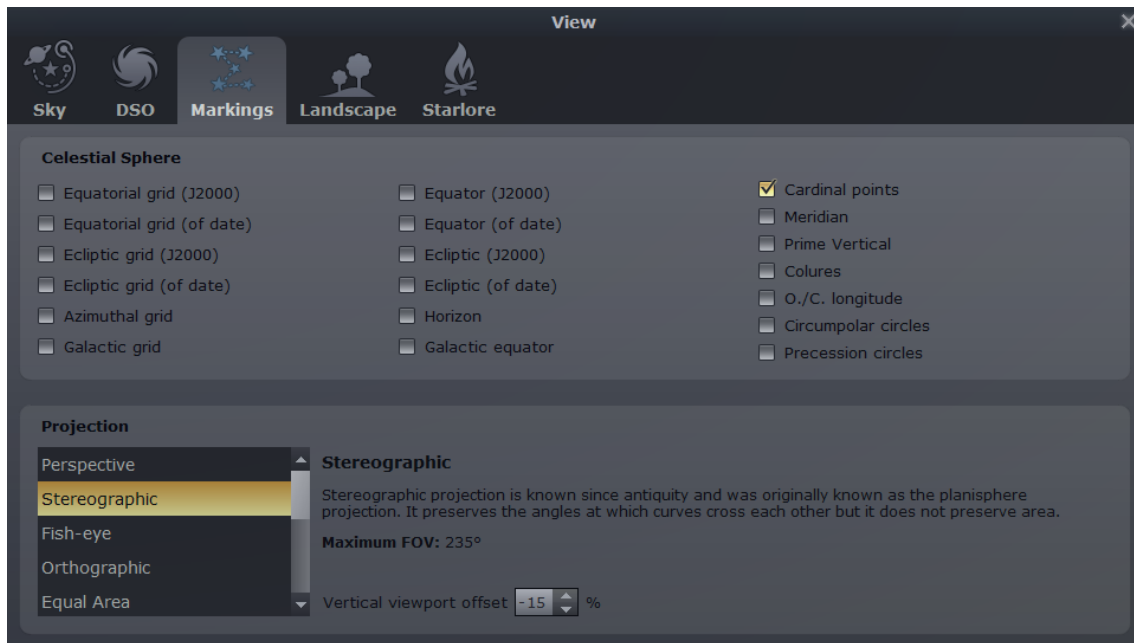 View
Sky
DSO
Markings
Landscape
Starlore
Celestial Sphere
Equatorial grid (J2000)
Equatorial grid (of date)
Ecliptic grid (J2000)
Ecliptic grid (of date)
Azimuthal grid
Galactic grid
Equator (J2000)
Equator (of date)
Ecliptic (J2000)
Ecliptic (of date)
Horizon
Galactic equator
Cardinal points
Meridian
Prime Vertical
Colures
O./C. longitude
Circumpolar circles
Precession circles
Projection
Perspective
Stereographic
Fish-eye
Orthographic
Equal Area
Stereographic
Stereographic projection is known since antiquity and was originally known as the planisphere
projection. It preserves the angles at which curves cross each other but it does not preserve area.
Maximum FOV: 235°
Vertical viewport offset -15 %